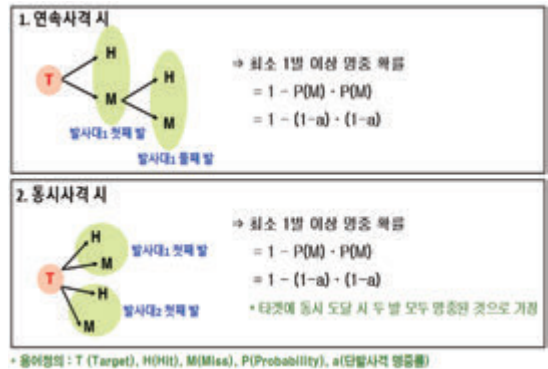 1. 연속사격 시
H
T
M
H
M
발사대1 첫째 발
발사대1 둘째 발
⇒ 최소 1발 이상 명중 확률
= 1 - P(M) · P(M)
= 1 - (1-a) · (1-a)
2. 동시사격 시
H
M
발사대1 첫째 발
T
H
M
발사대2 첫째 발
⇒ 최소 1발 이상 명중 확률
= 1 - P(M) · P(M)
= 1 - (1-a) · (1-a)
* 타겟에 동시 도달 시 두 발 모두 명중된 것으로 가정
* 용어정의 : T (Target), H(Hit), M(Miss), P(Probability), a(단발사격 명중률)